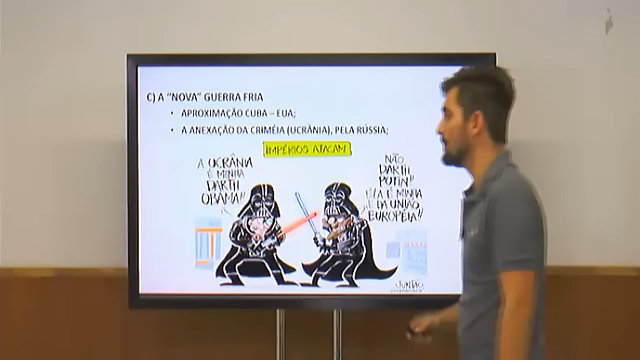 C) A "NOVA" GUERRA FRIA
• APROXIMAÇÃO CUBA – EUA;
• A ANEXAÇÃO DA CRIMÉIA (UCRÂNIA), PELA RÚSSIA;
IMPÉRIOS ATACAM
A UCRÂNIA
É MINHA
DARTH
OBAMA!!
NÃO
DARTH
PUTIN!
ELA É MINHA
E DA UNIÃO
EUROPÉIA!!
JUNIÃO